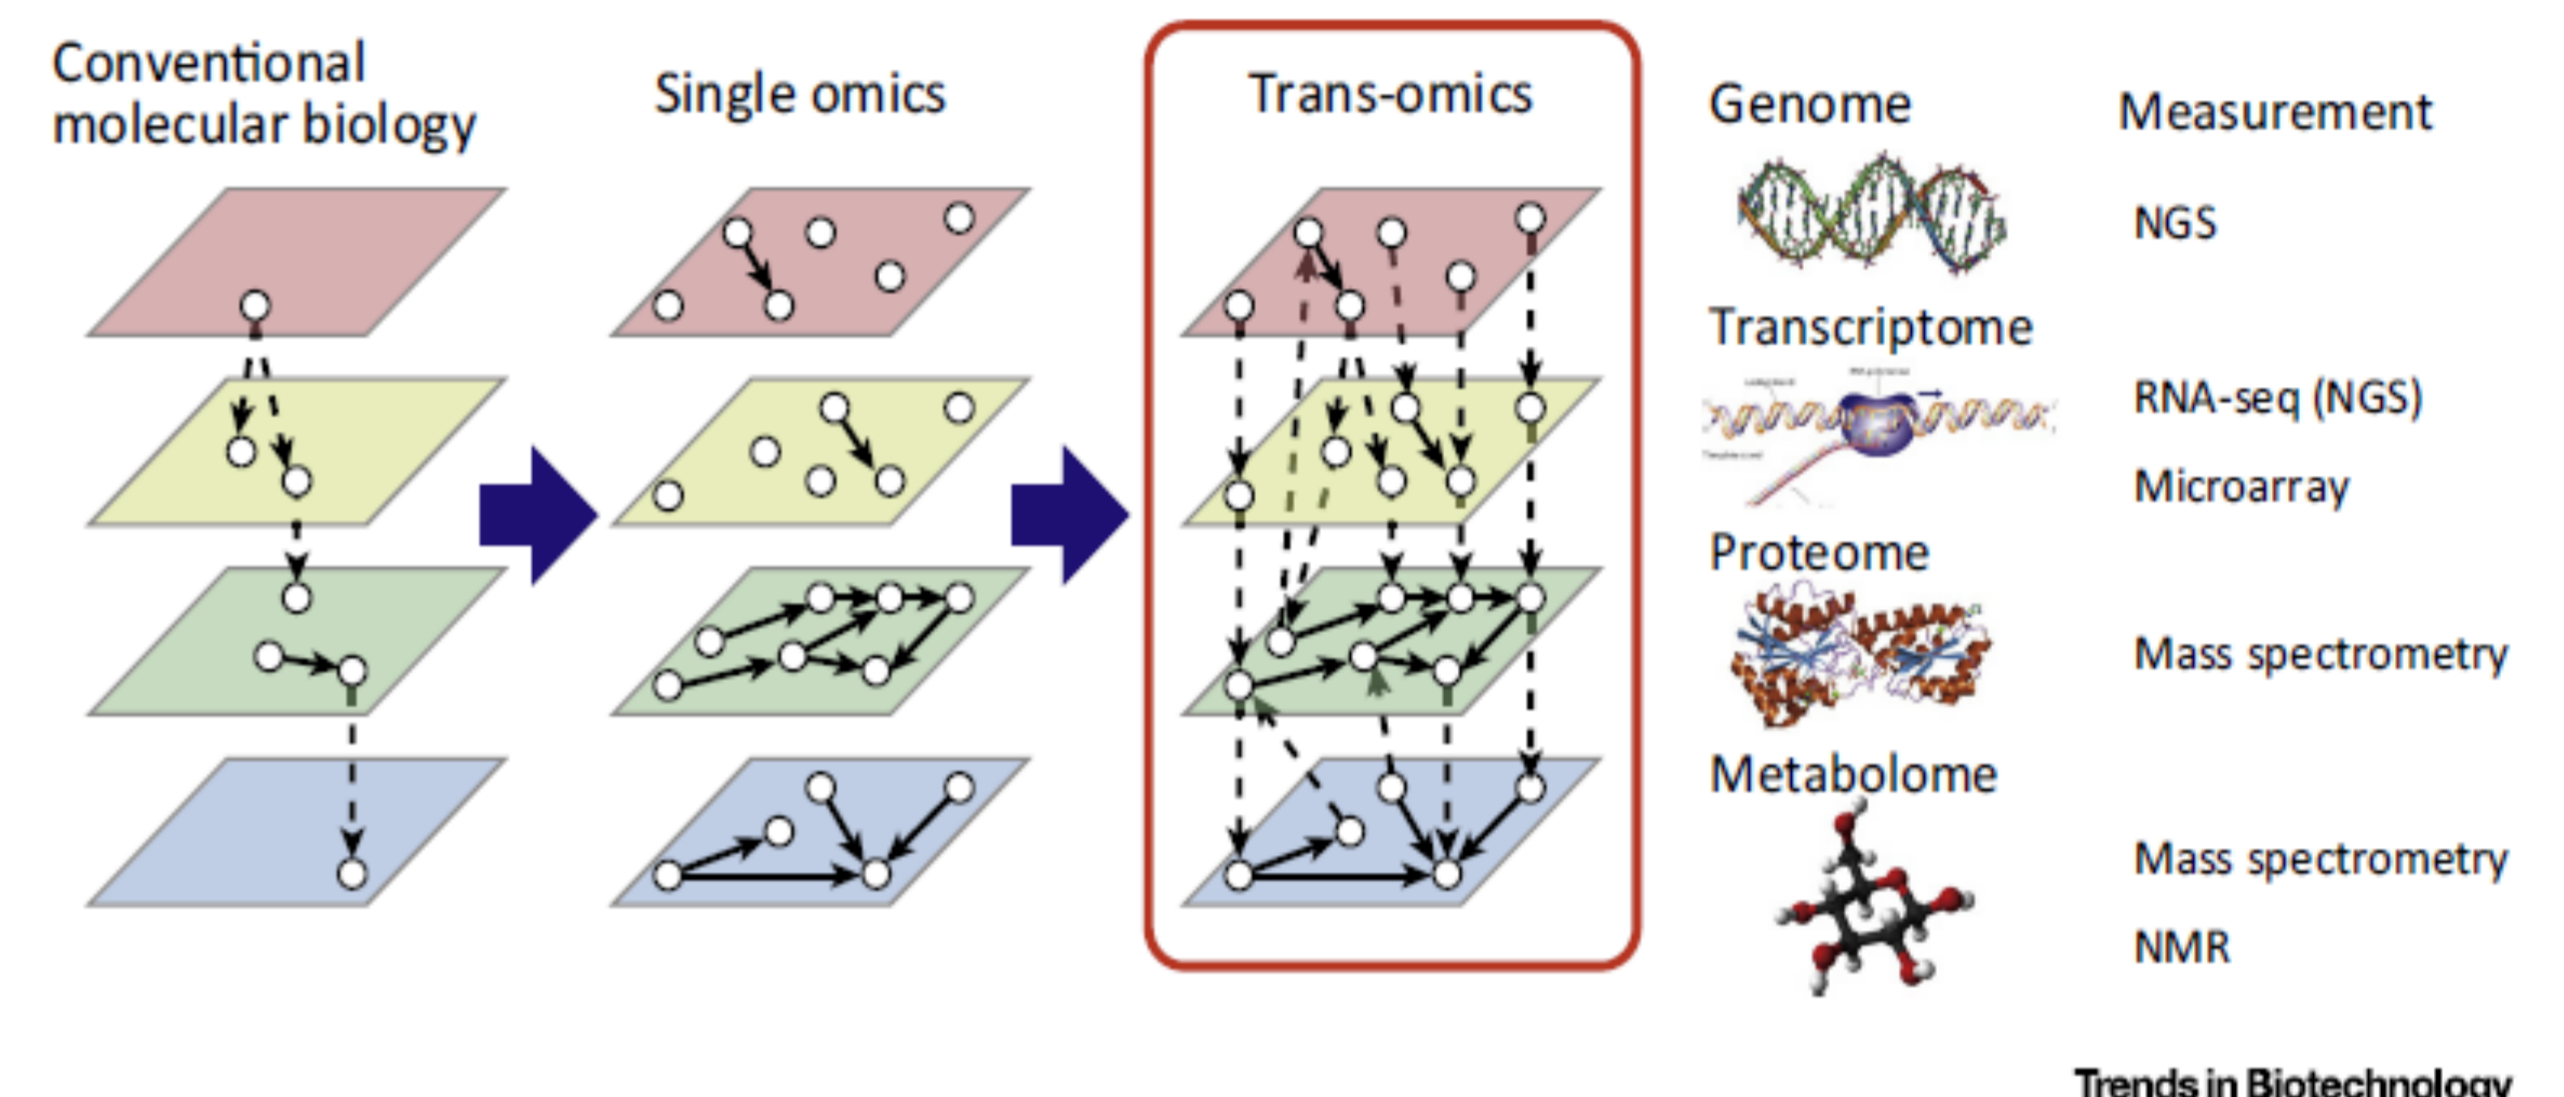 Conventional
molecular biology
Single omics
Trans-omics
Genome
Measurement
NGS
Transcriptome
RNA-seq (NGS)
Microarray
Proteome
Mass spectrometry
Metabolome
Mass spectrometry
NMR
Trends in Biotechnology